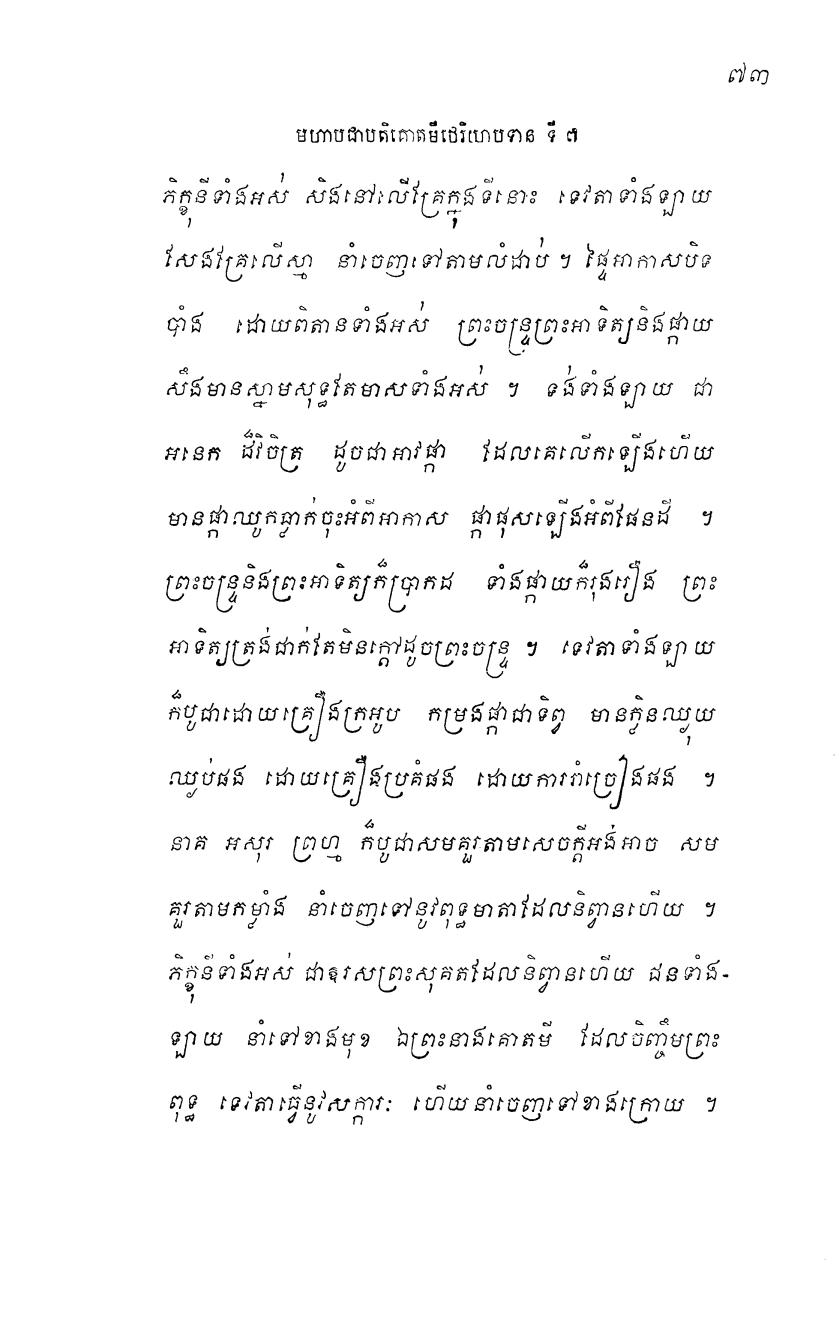 ៧៣
មហាបជាបតិគោតមីថេរិយាបទាន ទី ៧
ភិក្ខុនីទាំងអស់ សិងនៅលើគ្រែក្នុងទីនោះ ទេវតាទាំងឡាយ
សែងគ្រែលើស្មា នាំចេញទៅតាមលំដាប់ ។ ផ្ទៃអាកាសបិទ
បាំង ដោយពិតានទាំងអស់ ព្រះចន្ទ្រព្រះអាទិត្យនិងផ្កាយ
សឹងមានស្នាមសុទ្ធតែមាសទាំងអស់ ។ ទង់ទាំងឡាយ ជា
អនេក ដ៏វិចិត្រ ដូចជាអាវផ្កា ដែលគេលើកឡើងហើយ
មានផ្កាឈូកធ្លាក់ចុះអំពីអាកាស ផ្កាផុសឡើងអំពីផែនដី ។
ព្រះចន្ទ្រនិងព្រះអាទិត្យក៏ប្រាកដ ទាំងផ្កាយក៏រុងរឿង ព្រះ
អាទិត្យត្រង់ជាក់តែមិនក្តៅដូចព្រះចន្ទ្រ ។ ទេវតាទាំងឡាយ
ក៏បូជាដោយគ្រឿងក្រអូប កម្រងផ្កាជាទិព្វ មានក្លិនឈ្ងុយ
ឈ្ងប់ផង ដោយគ្រឿងប្រគំផង ដោយការរាំច្រៀងផង ។
នាគ អសុរ ព្រហ្ម ក៏បូជាសមគួរតាមសេចក្តីអង់អាច សម
គួរតាមកម្លាំង នាំចេញទៅនូវពុទ្ធមាតាដែលនិព្វានហើយ ។
ភិក្ខុនីទាំងអស់ ជាឱរសព្រះសុគតដែលនិព្វានហើយ ជនទាំង-
ឡាយ នាំទៅខាងមុខ ឯព្រះនាងគោតមី ដែលចិញ្ចឹមព្រះ
ពុទ្ធ ទេវតាធ្វើនូវសក្ការៈ ហើយនាំចេញទៅខាងក្រោយ ។